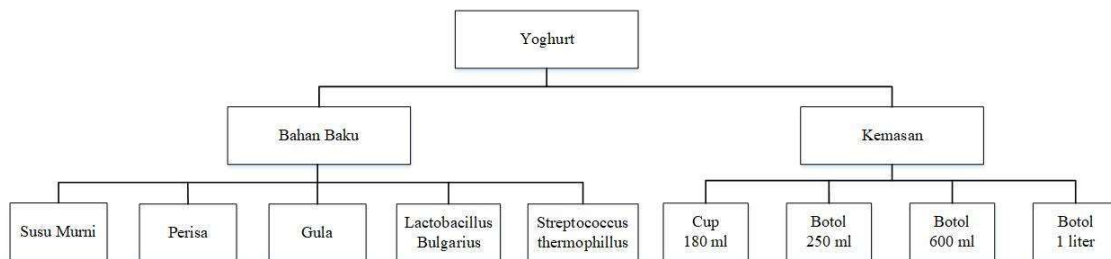 Yoghurt
Bahan Baku
Kemasan
Susu Murni
Perisa
Gula
Lactobacillus
Bulgarius
Streptococcus
thermophillus
Cup
180 ml
Botol
250 ml
Botol
600 ml
Botol
1 liter